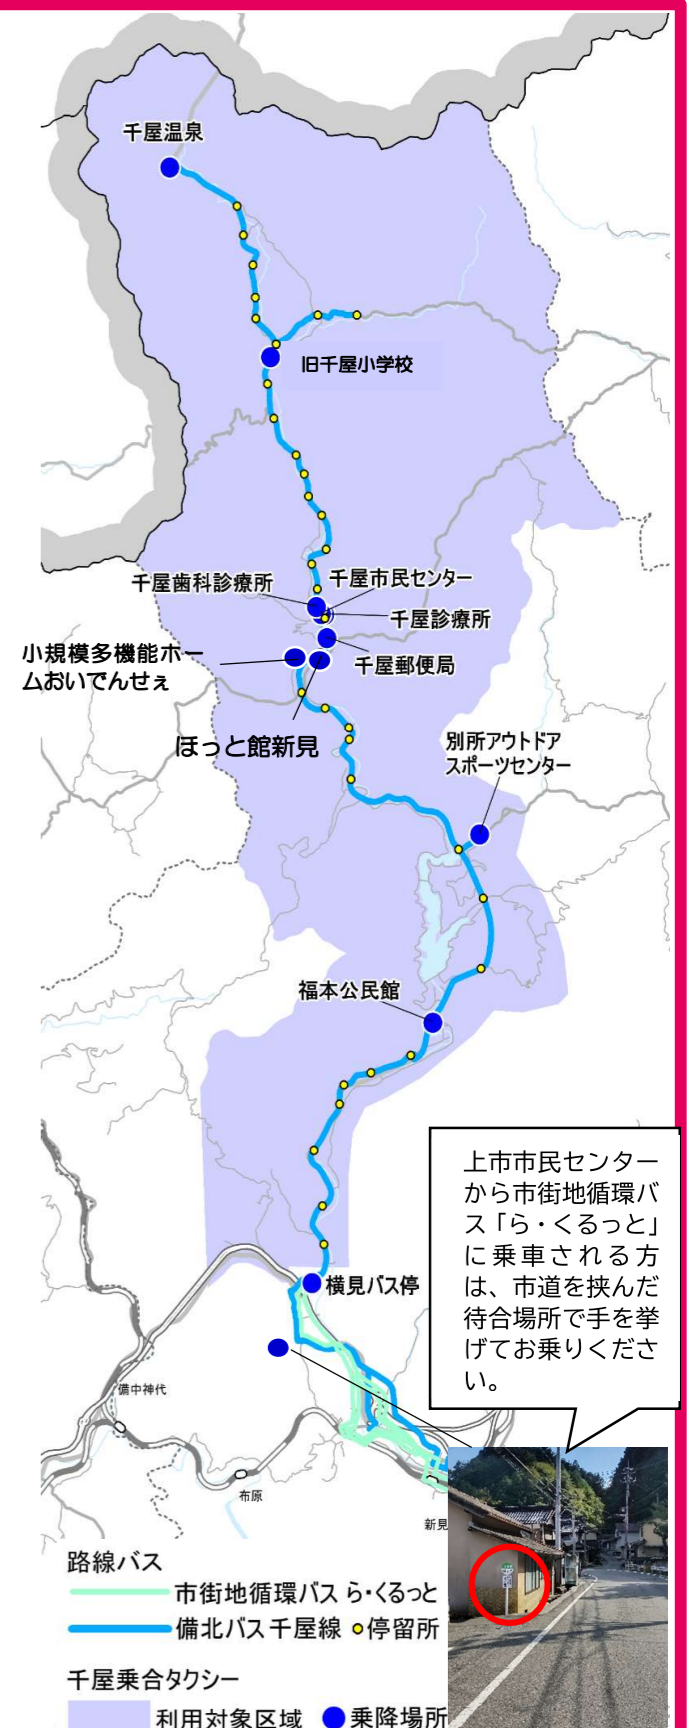 千屋温泉
旧千屋小学校
千屋歯科診療所
千屋市民センター
千屋診療所
小規模多機能ホー
ムおいでんせぇ
千屋郵便局
ほっと館新見
別所アウトドア
スポーツセンター
福本公民館
上市市民センター
から市街地循環バ
ス「ら・くるっと」
に乗車される方
は、市道を挟んだ
待合場所で手を挙
げてお乗りくださ
い。
横見バス停
備中神代
布原
新見
路線バス
市街地循環バス ら・くるっと
備北バス千屋線 停留所
千屋乗合タクシー
利用対象区域 乗降場所